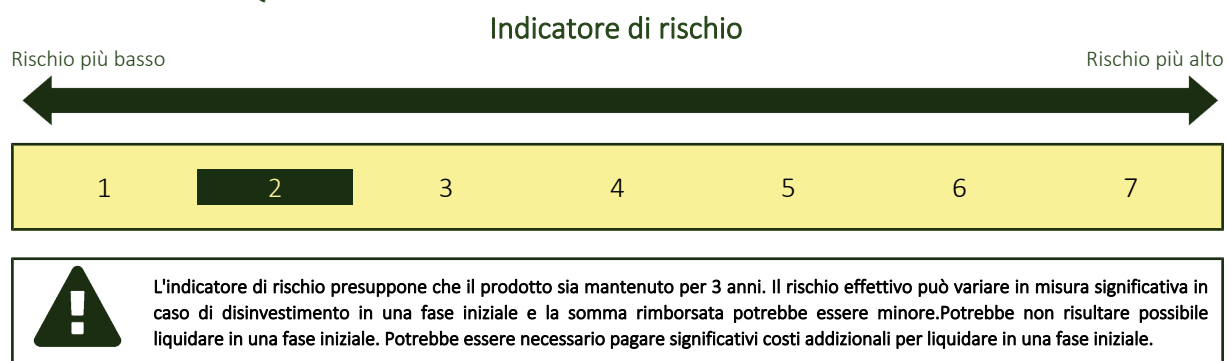 Indicatore di rischio
Rischio più basso
Rischio più alto
1 2 3 4 5 6 7
L'indicatore di rischio presuppone che il prodotto sia mantenuto per 3 anni. Il rischio effettivo può variare in misura significativa in
caso di disinvestimento in una fase iniziale e la somma rimborsata potrebbe essere minore.Potrebbe non risultare possibile
liquidare in una fase iniziale. Potrebbe essere necessario pagare significativi costi addizionali per liquidare in una fase iniziale.